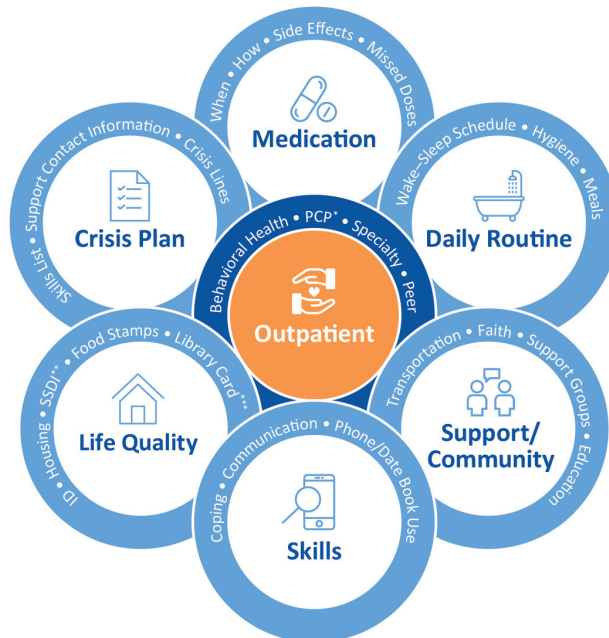 When • How • Side Effects • Missed Doses
Medication
Wake–Sleep Schedule • Hygiene • Meals
Daily Routine
Transportation • Faith • Support Groups • Education
Support/
Community
Coping • Communication • Phone/Date Book Use
Skills
ID • Housing • SSDI** • Food Stamps • Library Card***
Life Quality
Skills List • Support Contact Information • Crisis Lines
Crisis Plan
Behavioral Health • PCP* • Specialty • Peer
Outpatient